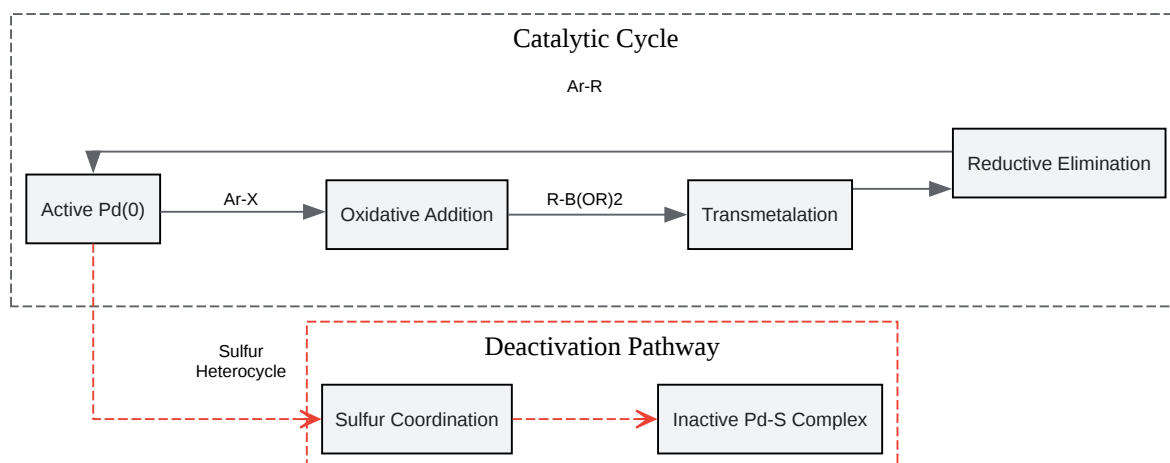 Catalytic Cycle
Ar-R
Reductive Elimination
Active Pd(0)
Ar-X
Oxidative Addition
R-B(OR)2
Transmetalation
Deactivation Pathway
Sulfur
Heterocycle
Sulfur Coordination
Inactive Pd-S Complex